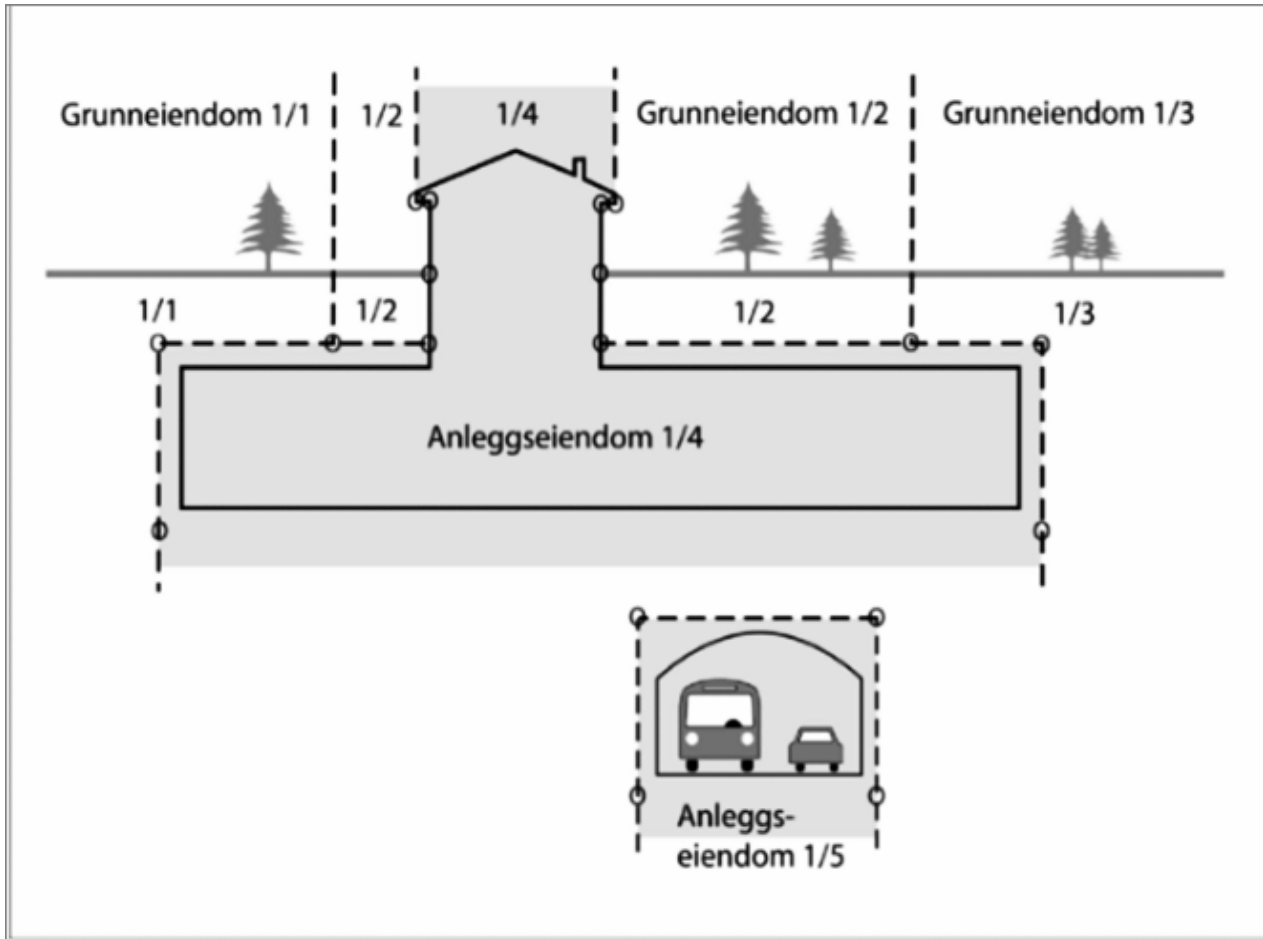 Grunneiendom 1/1
1/2
1/4
Grunneiendom 1/2
Grunneiendom 1/3
1/1
1/2
1/2
1/3
Anleggseiendom 1/4
Anleggs-
eiendom 1/5